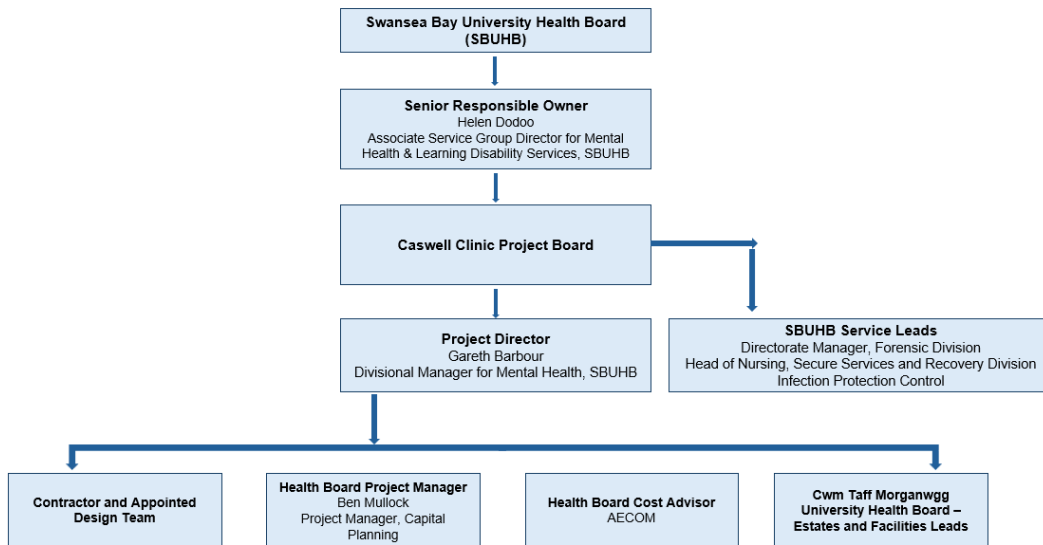 Swansea Bay University Health Board
(SBUHB)
Senior Responsible Owner
Helen Dodoo
Associate Service Group Director for Mental
Health & Learning Disability Services, SBUHB
Caswell Clinic Project Board
Project Director
Gareth Barbour
Divisional Manager for Mental Health, SBUHB
SBUHB Service Leads
Directorate Manager, Forensic Division
Head of Nursing, Secure Services and Recovery Division
Infection Protection Control
Contractor and Appointed
Design Team
Health Board Project Manager
Ben Mullock
Project Manager, Capital
Planning
Health Board Cost Advisor
AECOM
Cwm Taff Morganwgg
University Health Board –
Estates and Facilities Leads